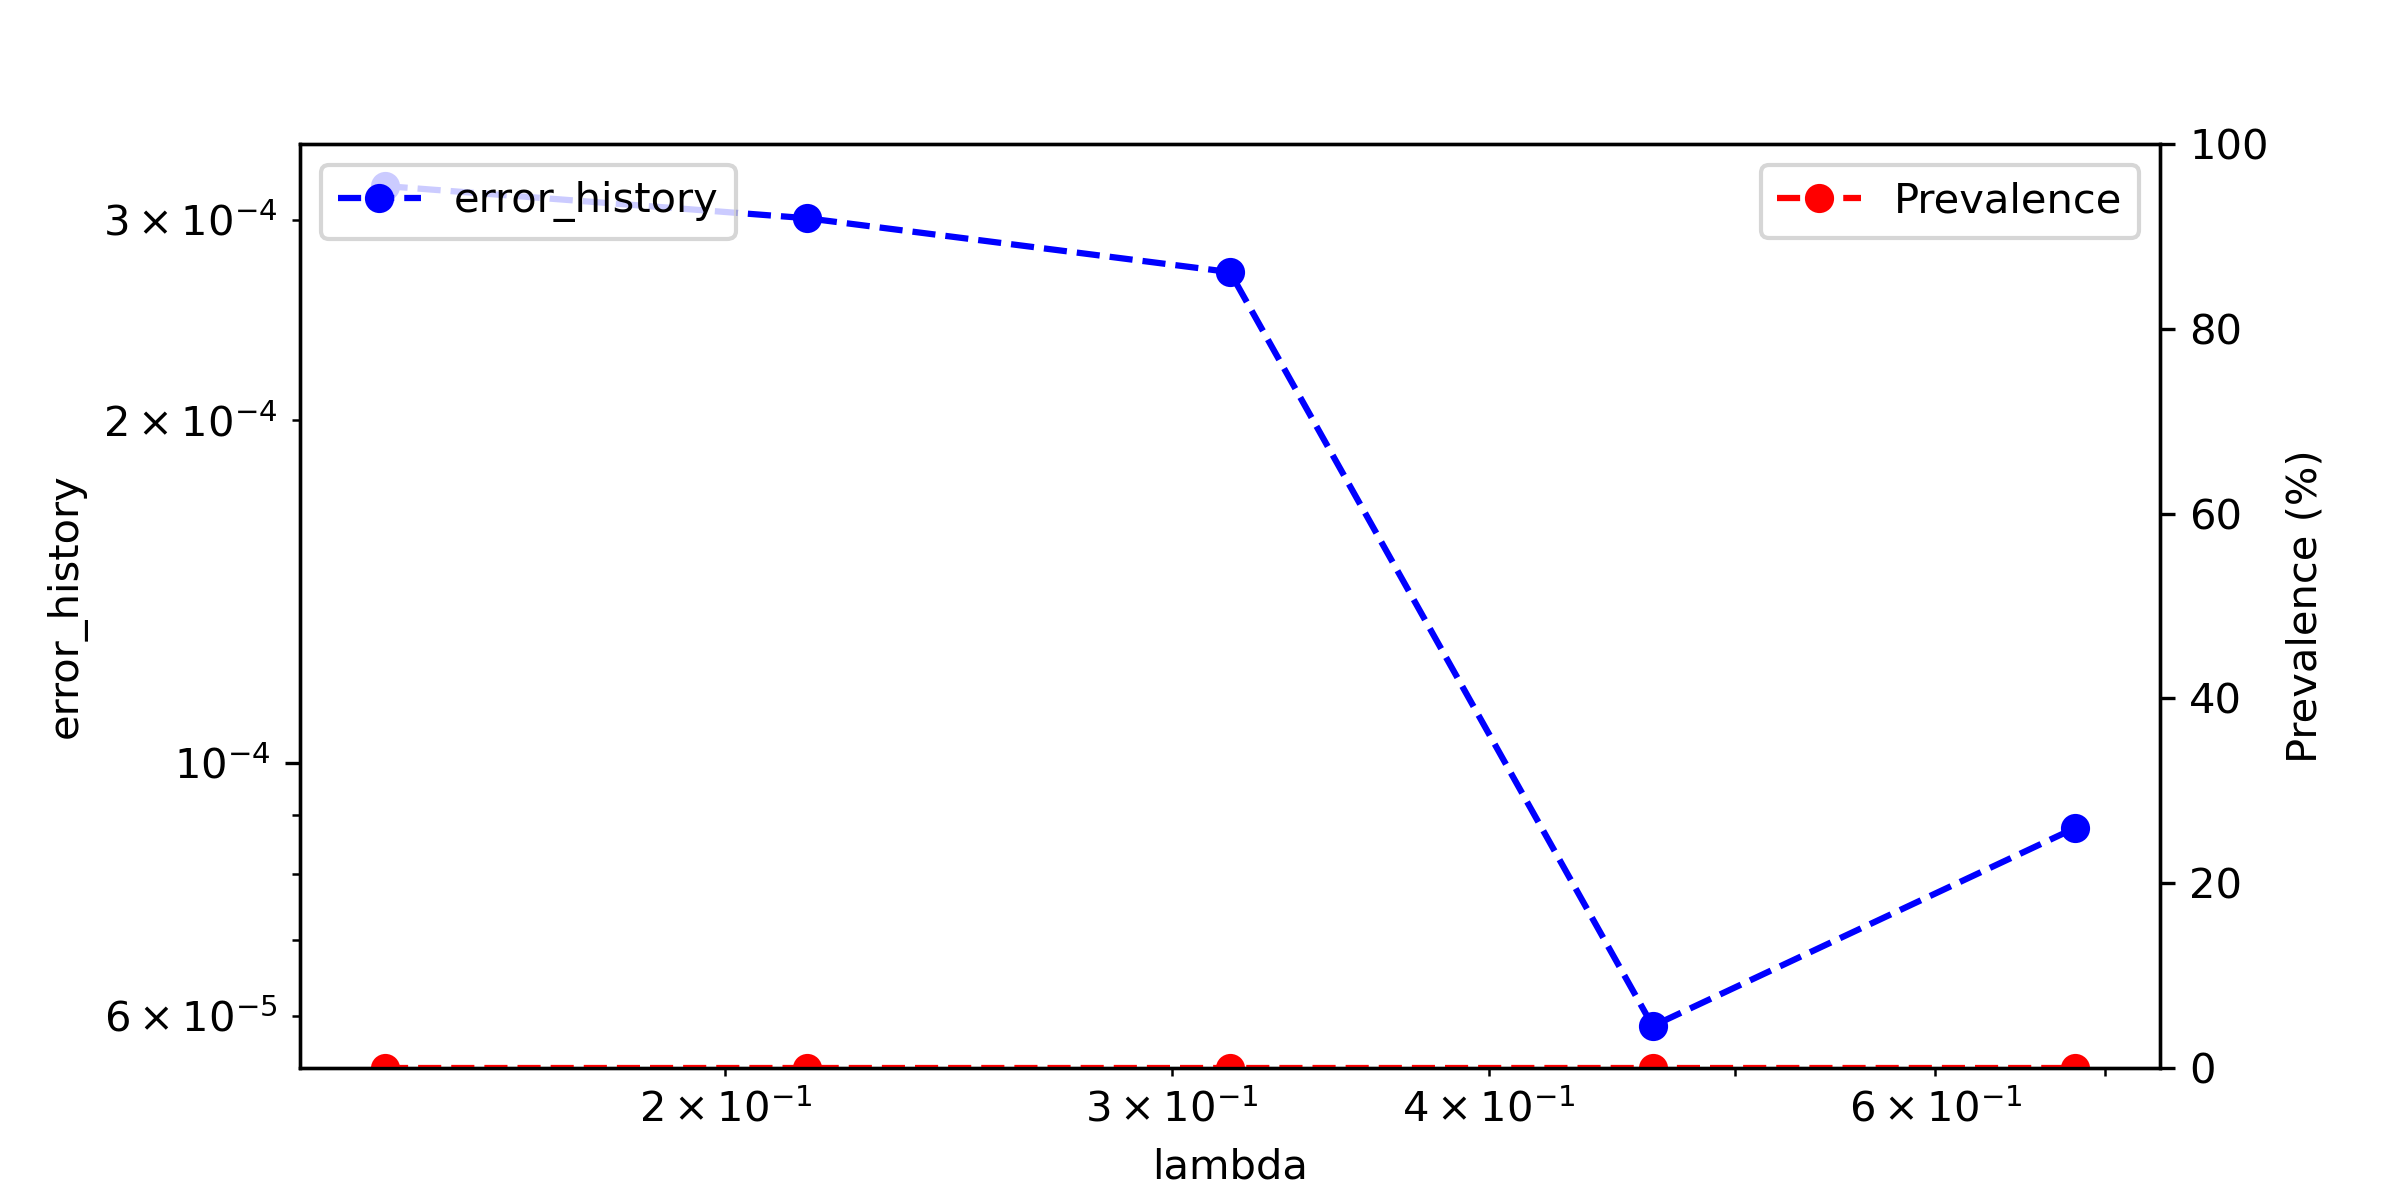 error_history
Prevalence
3 × 10⁻⁴
2 × 10⁻⁴
10⁻⁴
6 × 10⁻⁵
error_history
100
80
60
40
20
0
Prevalence (%)
2 × 10⁻¹
3 × 10⁻¹
4 × 10⁻¹
6 × 10⁻¹
lambda